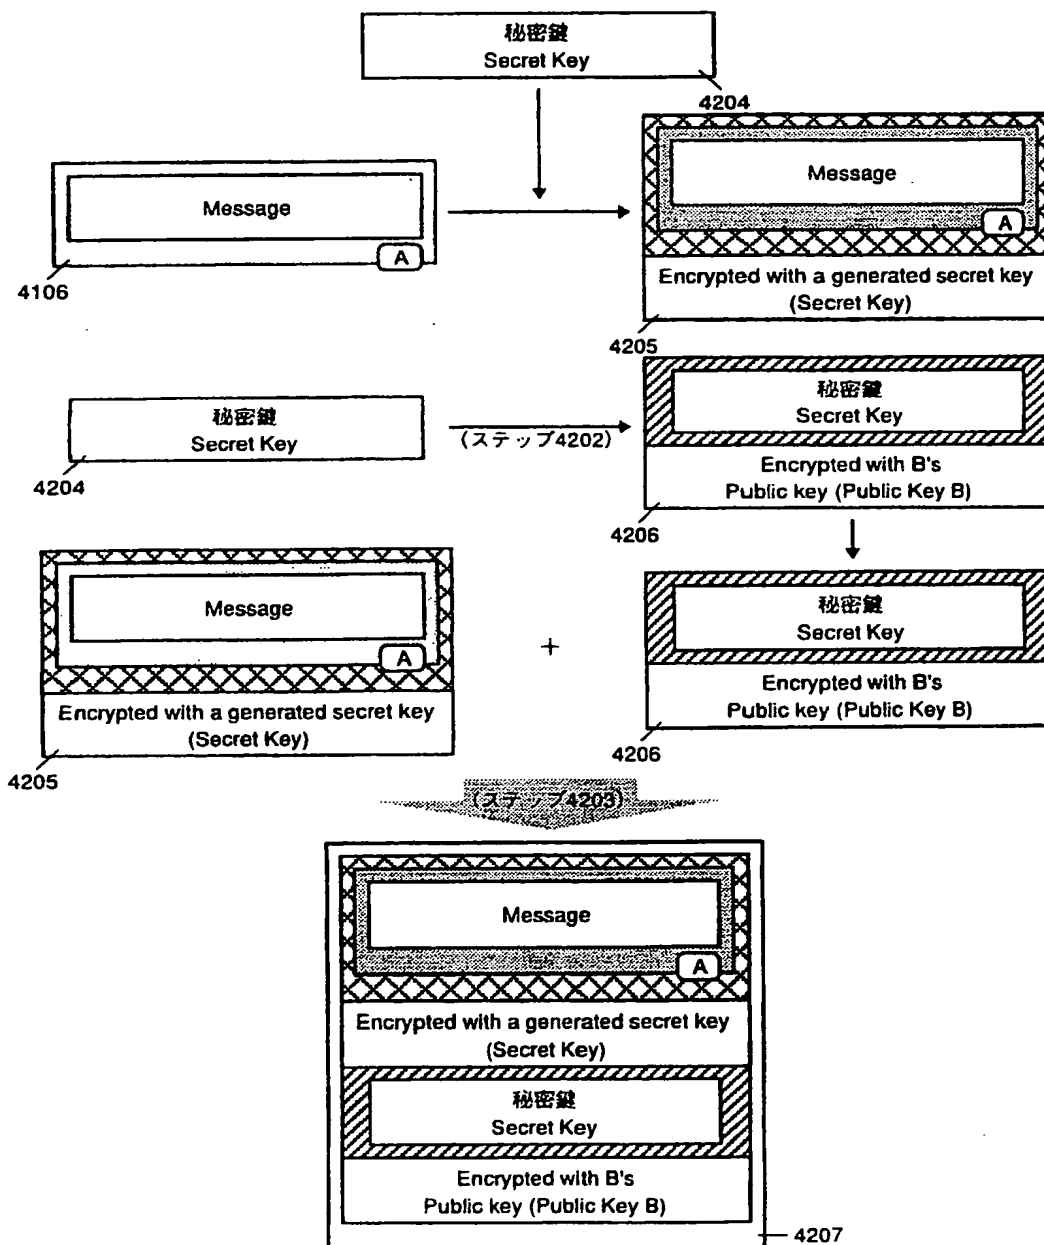 秘密鍵
Secret Key
4204
Message
A
4106
Message
A
Encrypted with a generated secret key
(Secret Key)
4205
秘密鍵
Secret Key
4204
(ステップ4202)
秘密鍵
Secret Key
Encrypted with B's
Public key (Public Key B)
4206
Message
A
Encrypted with a generated secret key
(Secret Key)
4205
+
秘密鍵
Secret Key
Encrypted with B's
Public key (Public Key B)
4206
(ステップ4203)
Message
A
Encrypted with a generated secret key
(Secret Key)
秘密鍵
Secret Key
Encrypted with B's
Public key (Public Key B)
4207